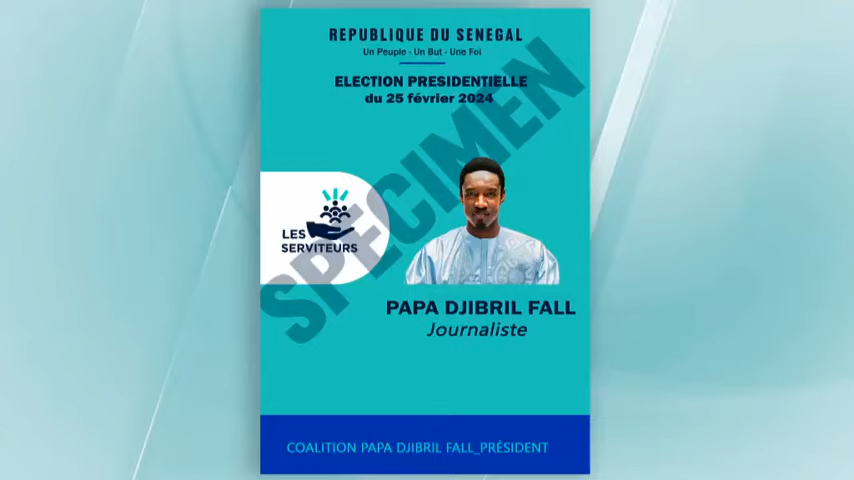 REPUBLIQUE DU SENEGAL
Un Peuple - Un But - Une Foi
ELECTION PRESIDENTIELLE
du 25 février 2024
SPECIMEN
LES
SERVITEURS
PAPA DJIBRIL FALL
Journaliste
COALITION PAPA DJIBRIL FALL_PRÉSIDENT